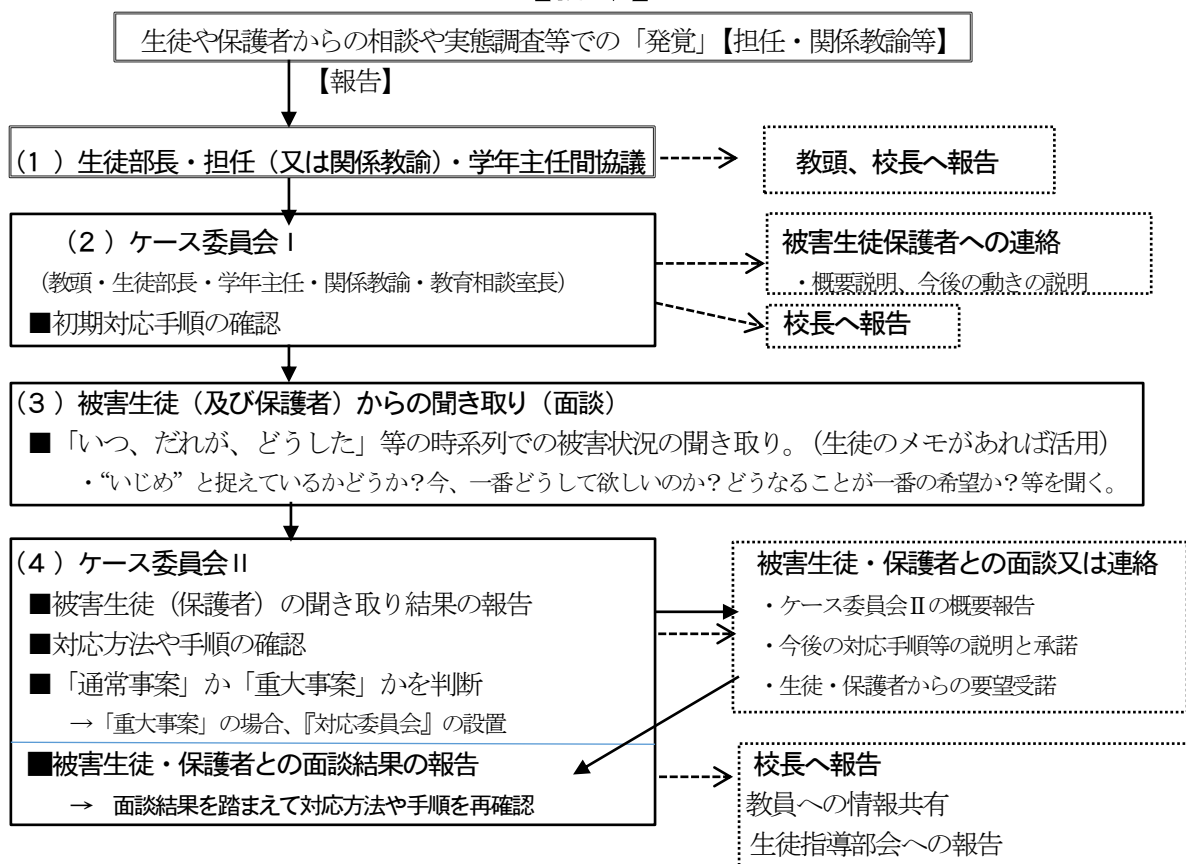 生徒や保護者からの相談や実態調査等での「発覚」【担任・関係教諭等】
【報告】
(1）生徒部長・担任（又は関係教諭）・学年主任間協議
教頭、校長へ報告
(2）ケース委員会Ⅰ
（教頭・生徒部長・学年主任・関係教諭・教育相談室長）
■初期対応手順の確認
被害生徒保護者への連絡
・概要説明、今後の動きの説明
校長へ報告
(3）被害生徒（及び保護者）からの聞き取り（面談）
■「いつ、だれが、どうした」等の時系列での被害状況の聞き取り。（生徒のメモがあれば活用）
・“いじめ”と捉えているかどうか？今、一番どうして欲しいのか？どうなることが一番の希望か？等を聞く。
(4）ケース委員会Ⅱ
■被害生徒（保護者）の聞き取り結果の報告
■対応方法や手順の確認
■「通常事案」か「重大事案」かを判断
→「重大事案」の場合、『対応委員会』の設置
■被害生徒・保護者との面談結果の報告
→ 面談結果を踏まえて対応方法や手順を再確認
被害生徒・保護者との面談又は連絡
・ケース委員会Ⅱの概要報告
・今後の対応手順等の説明と承諾
・生徒・保護者からの要望受諾
校長へ報告
教員への情報共有
生徒指導部会への報告